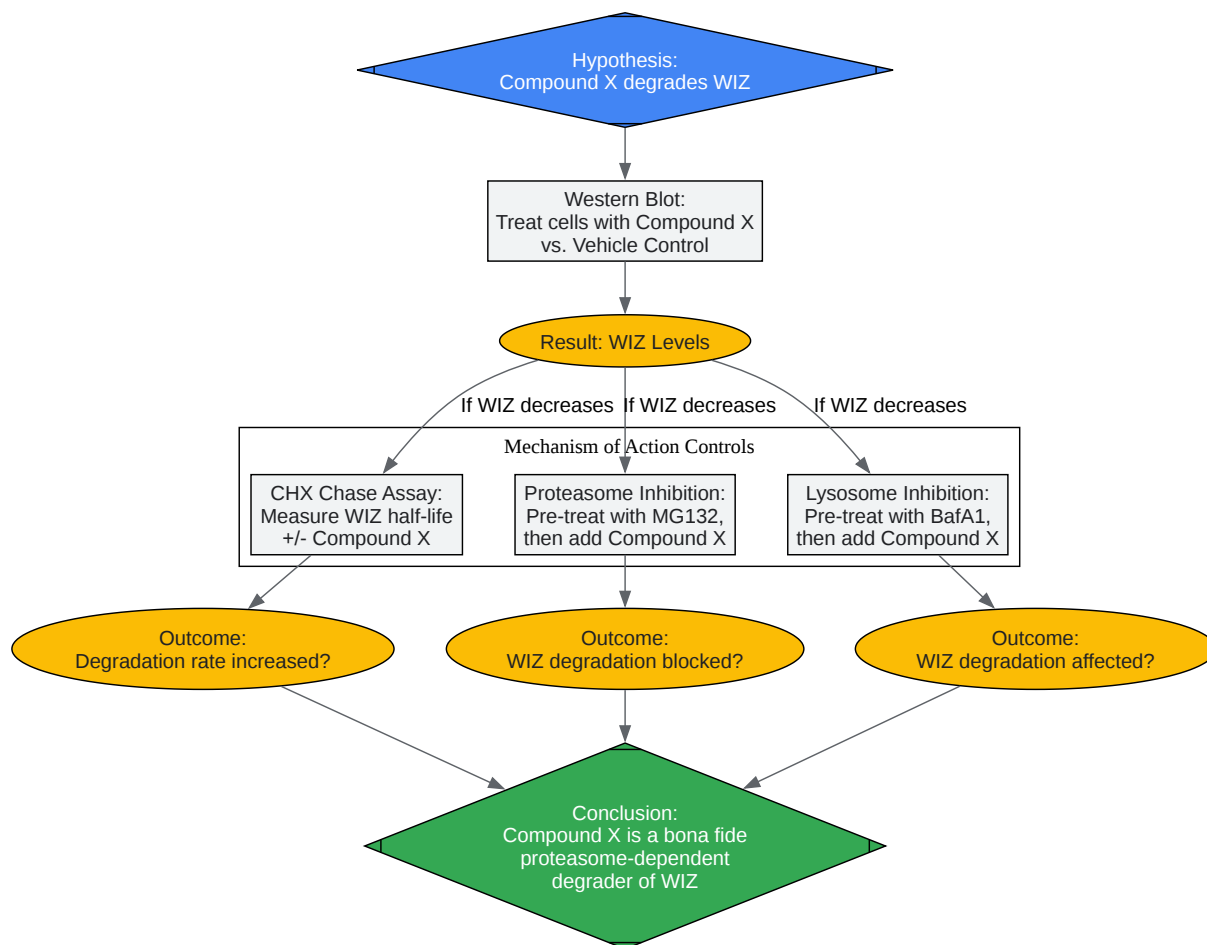 Hypothesis:
Compound X degrades WIZ
Western Blot:
Treat cells with Compound X
vs. Vehicle Control
Result: WIZ Levels
If WIZ decreases
If WIZ decreases
If WIZ decreases
Mechanism of Action Controls
CHX Chase Assay:
Measure WIZ half-life
+/- Compound X
Proteasome Inhibition:
Pre-treat with MG132,
then add Compound X
Lysosome Inhibition:
Pre-treat with BafA1,
then add Compound X
Outcome:
Degradation rate increased?
Outcome:
WIZ degradation blocked?
Outcome:
WIZ degradation affected?
Conclusion:
Compound X is a bona fide
proteasome-dependent
degrader of WIZ